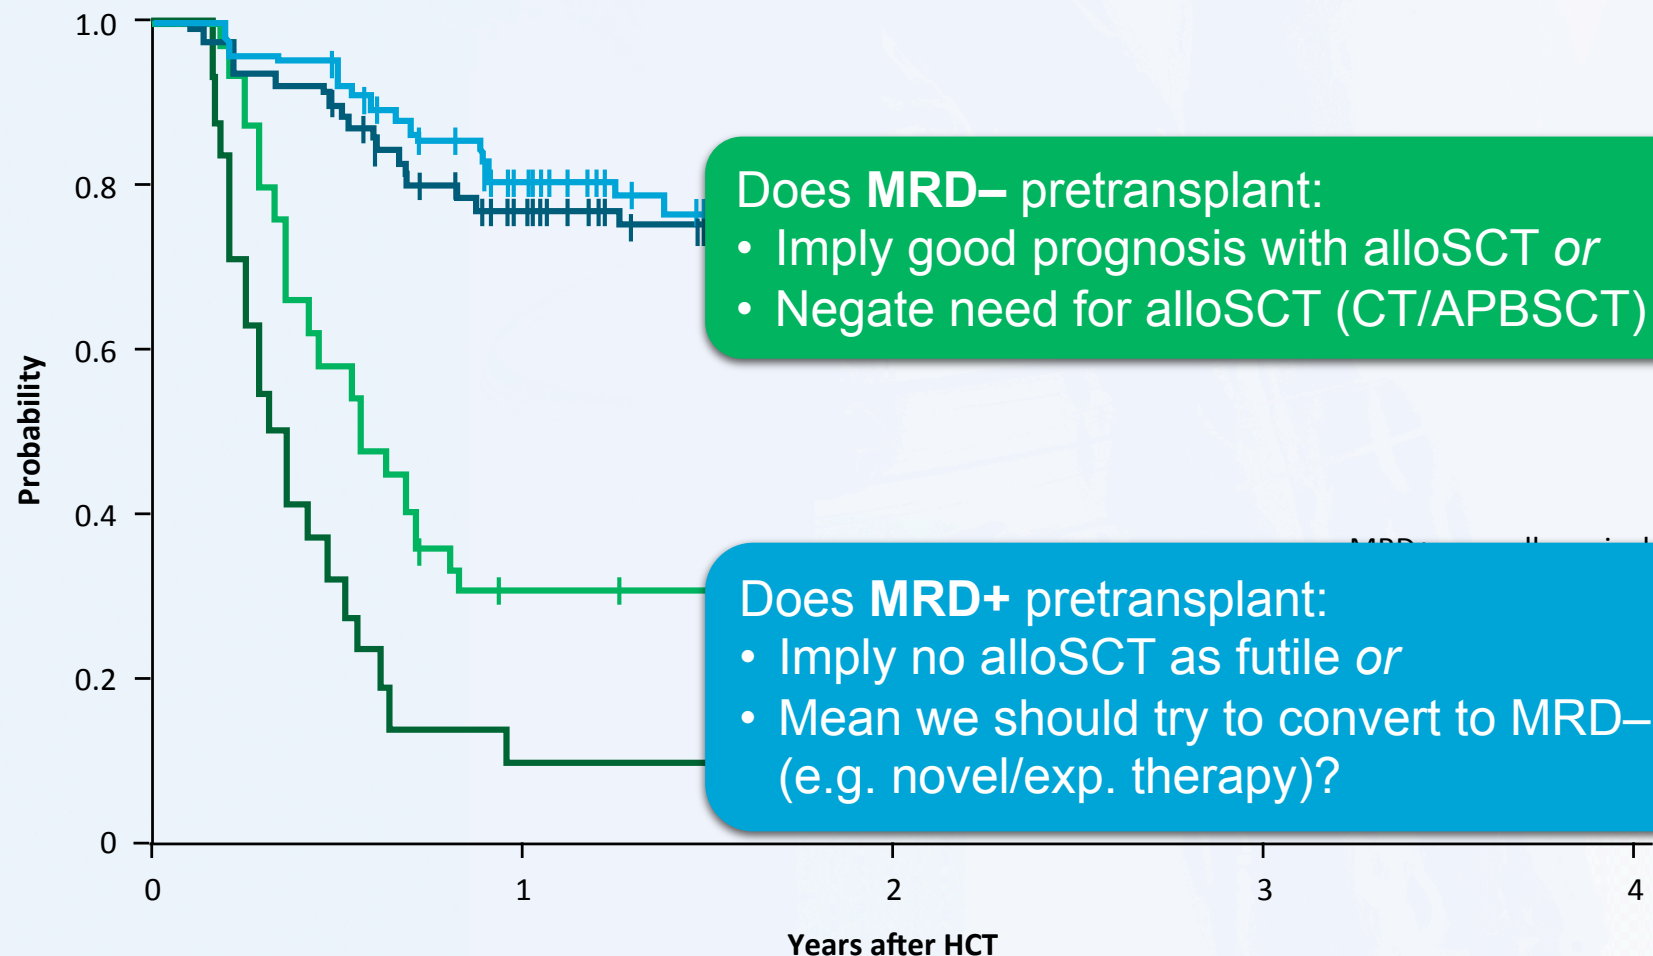 1.0
0.8
0.6
0.4
0.2
0
Probability
Does MRD– pretransplant:
• Imply good prognosis with alloSCT or
• Negate need for alloSCT (CT/APBSCT)
Does MRD+ pretransplant:
• Imply no alloSCT as futile or
• Mean we should try to convert to MRD–
(e.g. novel/exp. therapy)?
0 1 2 3 4
Years after HCT